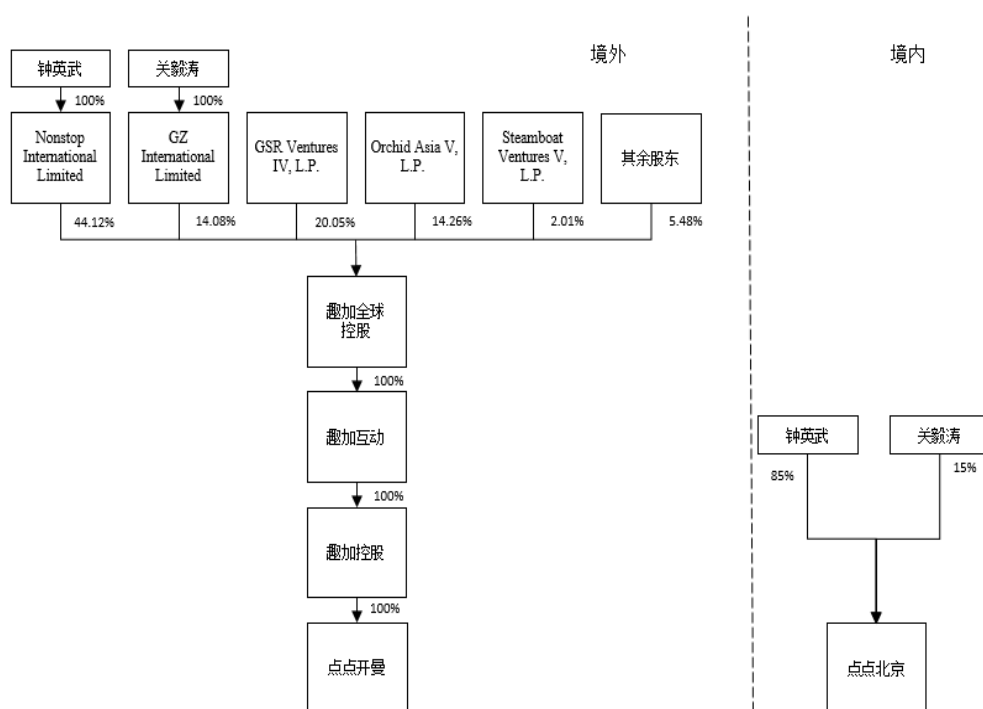 境外
境内
钟英武
关毅涛
100%
100%
Nonstop
International
Limited
GZ
International
Limited
GSR Ventures
IV, L.P.
Orchid Asia V,
L.P.
Steamboat
Ventures V,
L.P.
其余股东
44.12%
14.08%
20.05%
14.26%
2.01%
5.48%
趣加全球
控股
100%
趣加互动
100%
趣加控股
100%
点点开曼
钟英武
关毅涛
85%
15%
点点北京